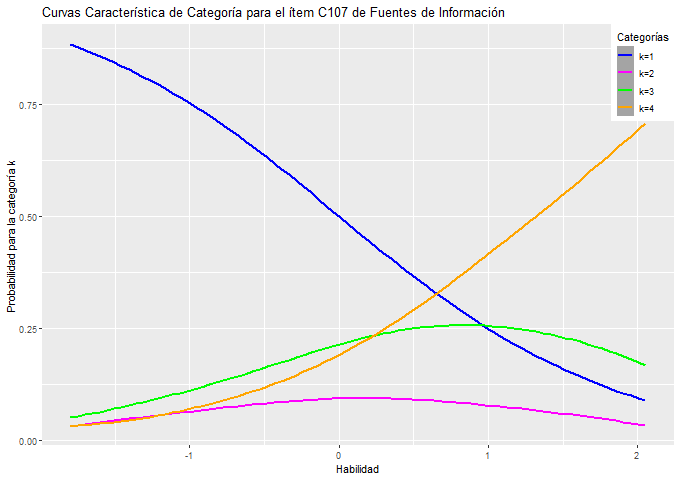 Curvas Característica de Categoría para el ítem C107 de Fuentes de Información
Categorías
k=1
k=2
k=3
k=4
Probabilidad para la categoría k
0.75
0.50
0.25
0.00
-1
0
1
2
Habilidad